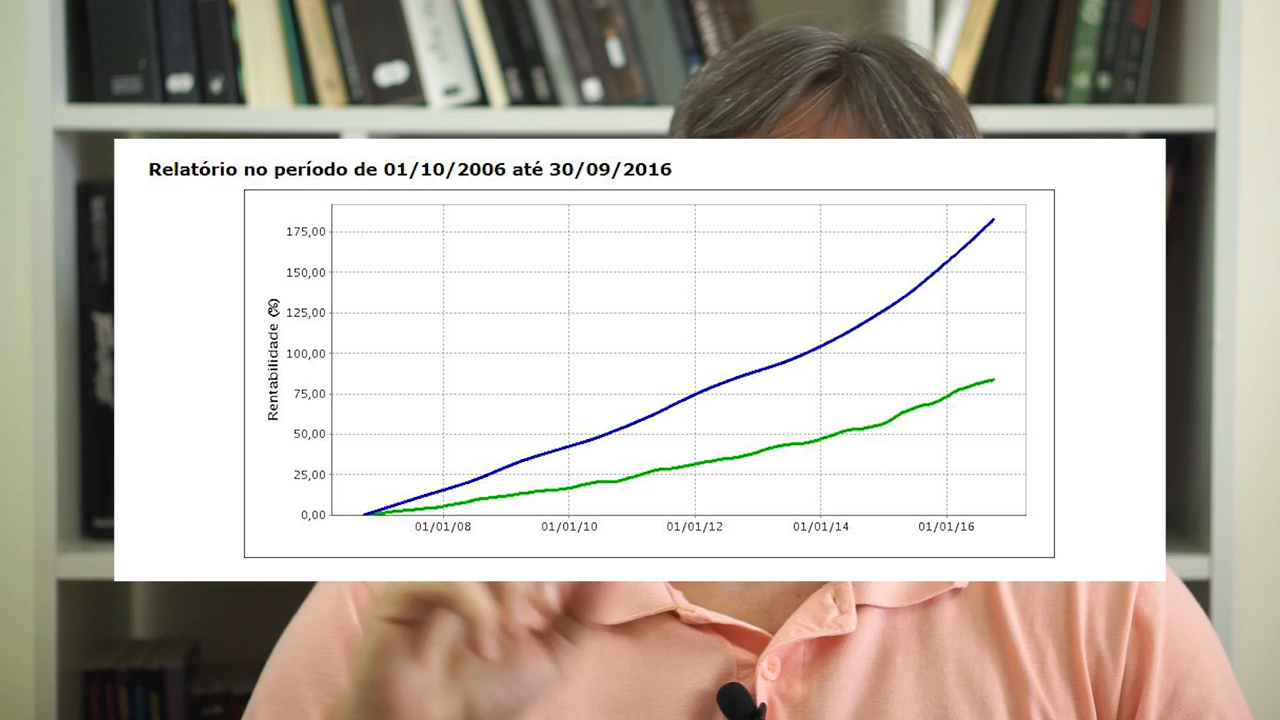 Relatório no período de 01/10/2006 até 30/09/2016
Rentabilidade (%)
175,00
150,00
125,00
100,00
75,00
50,00
25,00
0,00
01/01/08 01/01/10 01/01/12 01/01/14 01/01/16